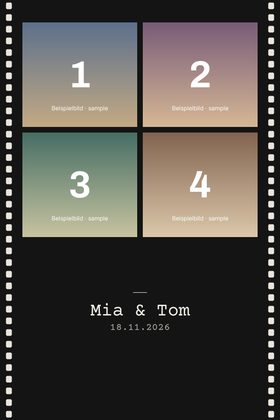 1
Beispielbild - sample
2
Beispielbild - sample
3
Beispielbild - sample
4
Beispielbild - sample
Mia & Tom
18.11.2026